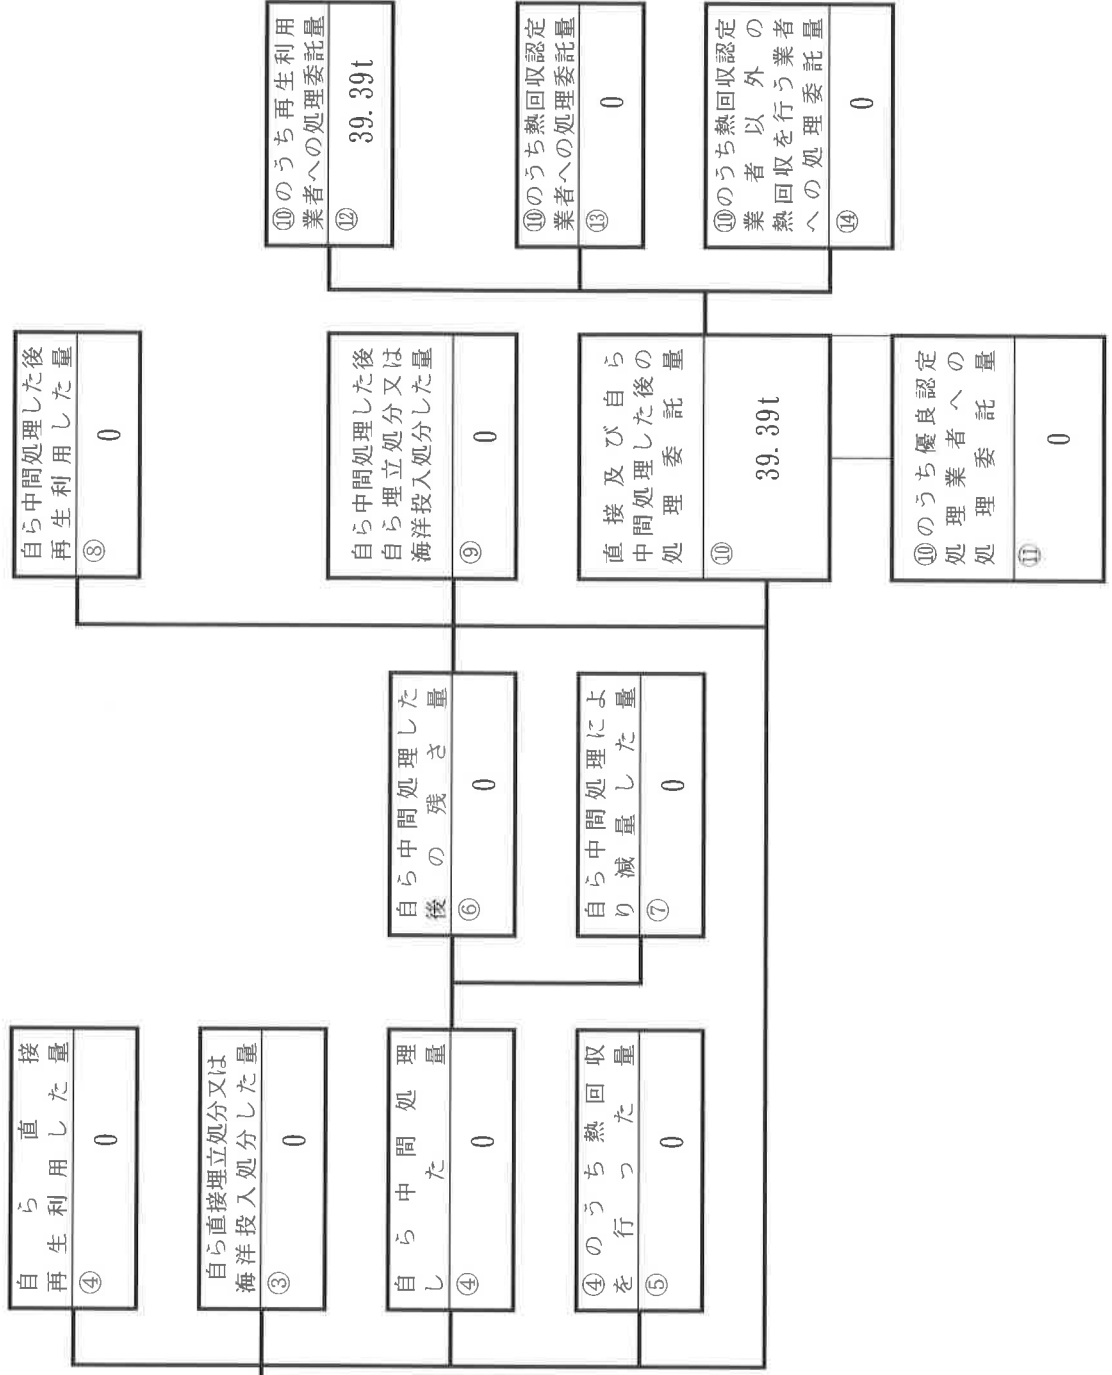 自ら直接
再生利用した量
④
0
自ら直接埋立処分又は
海洋投入処分した量
③
0
自ら中間処理
した量
④
0
④のうち熱回収
を行った量
⑤
0
自ら中間処理した
後の残さ量
⑥
0
自ら中間処理によ
り減量した量
⑦
0
自ら中間処理した後
再生利用した量
⑧
0
自ら中間処理した後
自ら埋立処分又は
海洋投入処分した量
⑨
0
直接及び自ら
中間処理した後の
処理委託量
⑩
39.39t
⑩のうち優良認定
処理業者への
処理委託量
⑪
0
⑩のうち再生利用
業者への処理委託量
⑫
39.39t
⑩のうち熱回収認定
業者への処理委託量
⑬
0
⑩のうち熱回収認定
業者以外の
熱回収を行う業者
への処理委託量
⑭
0